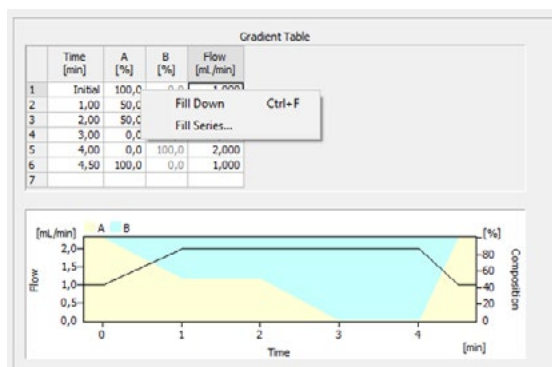 Gradient Table
Time [min] A [%] B [%] Flow [mL/min]
1 Initial 100,0 0,0 1,000
2 1,00 50,0
3 2,00 50,0
4 3,00 0,0
5 4,00 0,0 100,0 2,000
6 4,50 100,0 0,0 1,000
7
Fill Down Ctrl+F
Fill Series...
[mL/min] A B [%]
2,0 80
1,5 60
1,0 40
0,5 20
0,0 0
Flow
Composition
0 1 2 3 4 [min]
Time